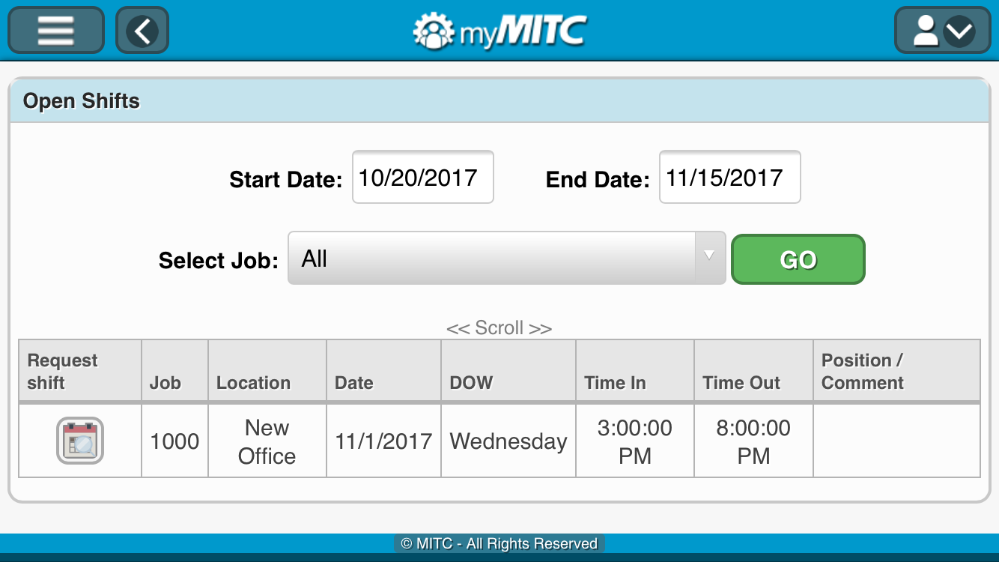 myMITC
Open Shifts
Start Date: 10/20/2017 End Date: 11/15/2017
Select Job: All GO
<< Scroll >>
Request shift Job Location Date DOW Time In Time Out Position / Comment
1000 New Office 11/1/2017 Wednesday 3:00:00 PM 8:00:00 PM
© MITC - All Rights Reserved